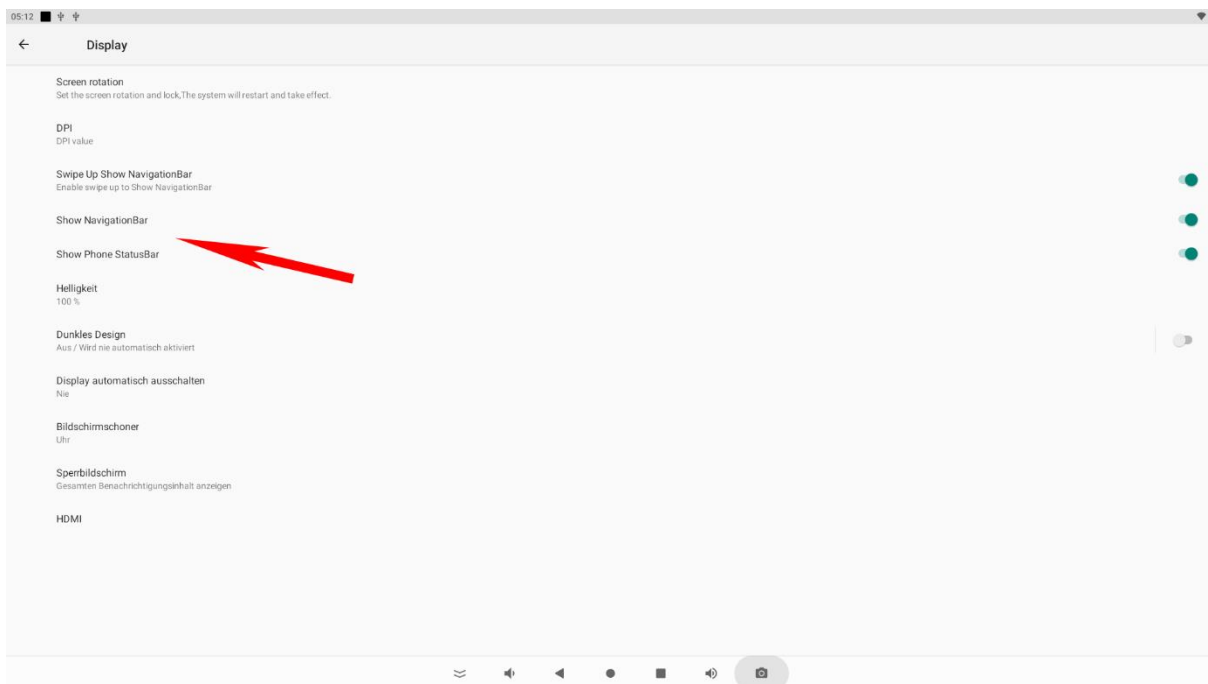 05:12
Display
Screen rotation
Set the screen rotation and lock,The system will restart and take effect.
DPI
DPI value
Swipe Up Show NavigationBar
Enable swipe up to Show NavigationBar
Show NavigationBar
Show Phone StatusBar
Helligkeit
100 %
Dunkles Design
Aus / Wird nie automatisch aktiviert
Display automatisch ausschalten
Nie
Bildschirmschoner
Uhr
Sperrbildschirm
Gesamten Benachrichtigungsinhalt anzeigen
HDMI